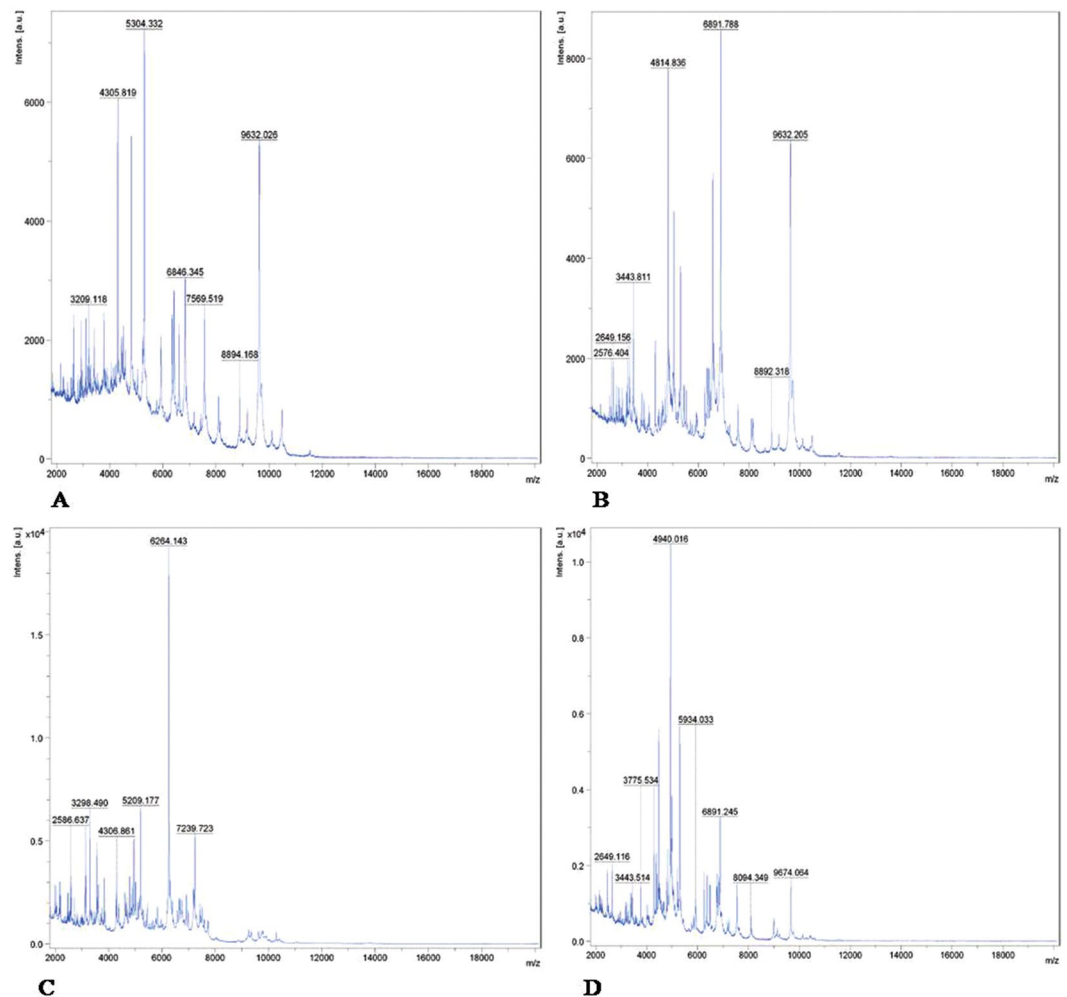 Intens. [a.u.]
5304.332
4305.819
9632.026
6846.345
7569.519
3209.118
8894.168
6000
4000
2000
0
2000 4000 6000 8000 10000 12000 14000 16000 18000
m/z
A
Intens. [a.u.]
6891.788
4814.836
9632.205
3443.811
2649.156
2576.404
8892.318
8000
6000
4000
2000
0
2000 4000 6000 8000 10000 12000 14000 16000 18000
m/z
B
Intens. [a.u.]
x10⁴
6264.143
3298.490
5209.177
2586.637
4306.861
7239.723
1.5
1.0
0.5
0.0
2000 4000 6000 8000 10000 12000 14000 16000 18000
m/z
C
Intens. [a.u.]
x10⁴
4940.016
5934.033
3775.534
6891.245
2649.116
3443.514
8094.349
9674.064
1.0
0.8
0.6
0.4
0.2
0.0
2000 4000 6000 8000 10000 12000 14000 16000 18000
m/z
D